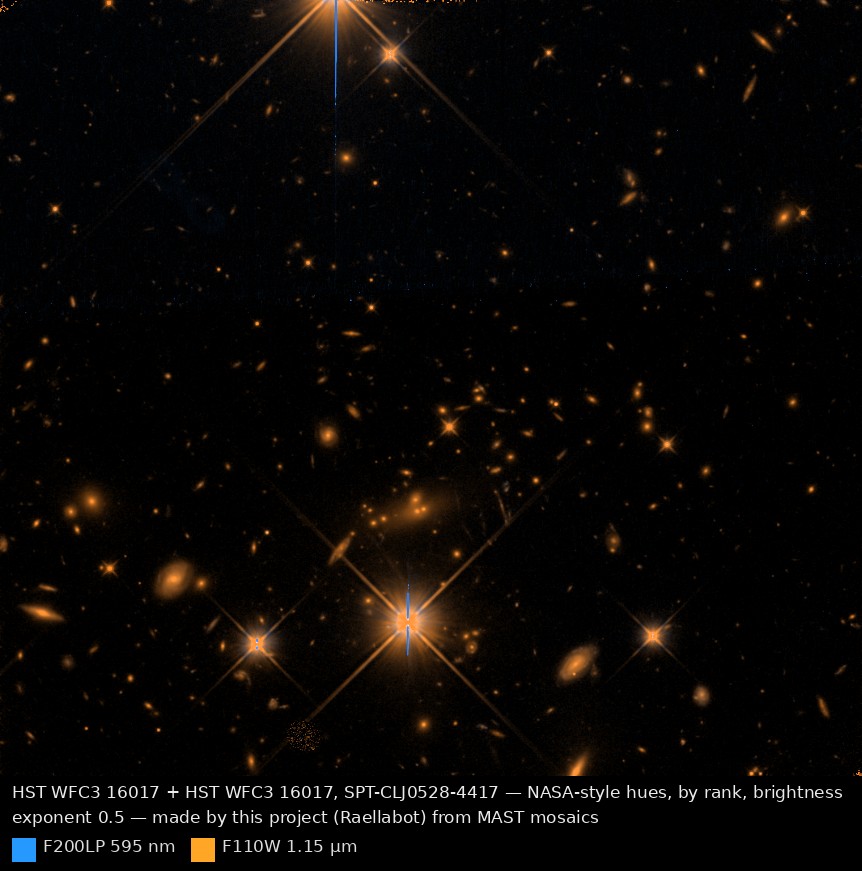 HST WFC3 16017 + HST WFC3 16017, SPT-CLJ0528-4417 — NASA-style hues, by rank, brightness
exponent 0.5 — made by this project (Raellabot) from MAST mosaics
F200LP 595 nm F110W 1.15 μm